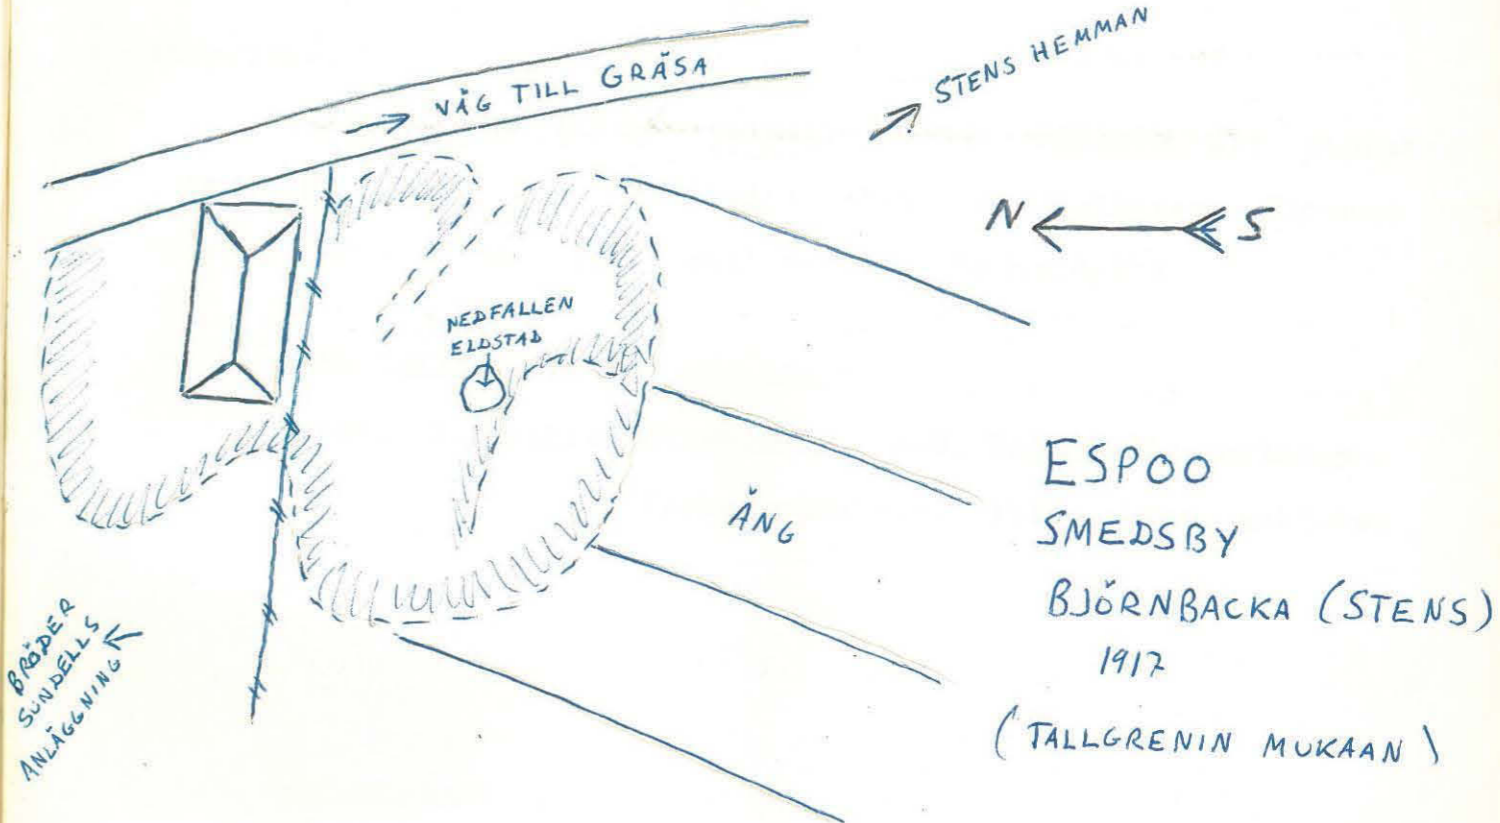 VÄG TILL GRÄSA
STENS HEMMAN
N
S
NEDFALLEN
ELDSTAD
ÄNG
ESPOO
SMEDSBY
BJÖRNBACKA (STENS)
1917
(TALLGRENIN MUKAAN)
BRÖDER
SUNDELLS
ANLÄGGNING